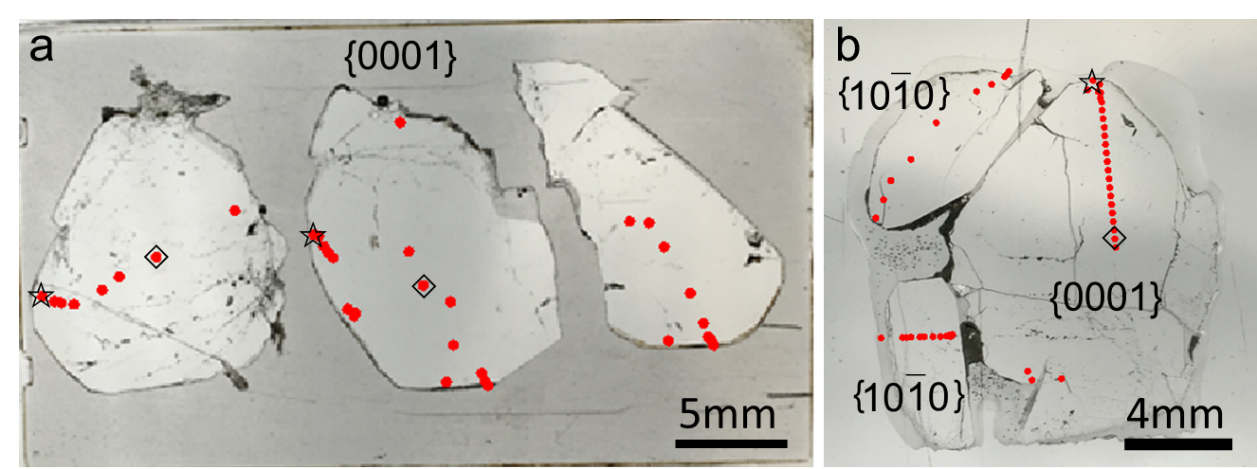 a
{0001}
5mm
b
{101̅0}
{0001}
{101̅0}
4mm